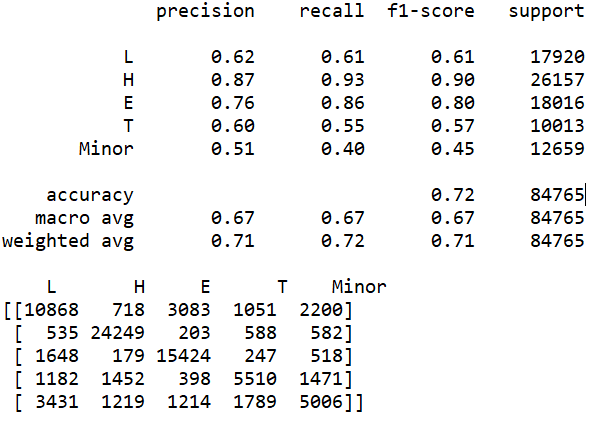 precision recall f1-score support
L 0.62 0.61 0.61 17920
H 0.87 0.93 0.90 26157
E 0.76 0.86 0.80 18016
T 0.60 0.55 0.57 10013
Minor 0.51 0.40 0.45 12659
accuracy 0.72 84765
macro avg 0.67 0.67 0.67 84765
weighted avg 0.71 0.72 0.71 84765
L H E T Minor
[[10868 718 3083 1051 2200]
[ 535 24249 203 588 582]
[ 1648 179 15424 247 518]
[ 1182 1452 398 5510 1471]
[ 3431 1219 1214 1789 5006]]